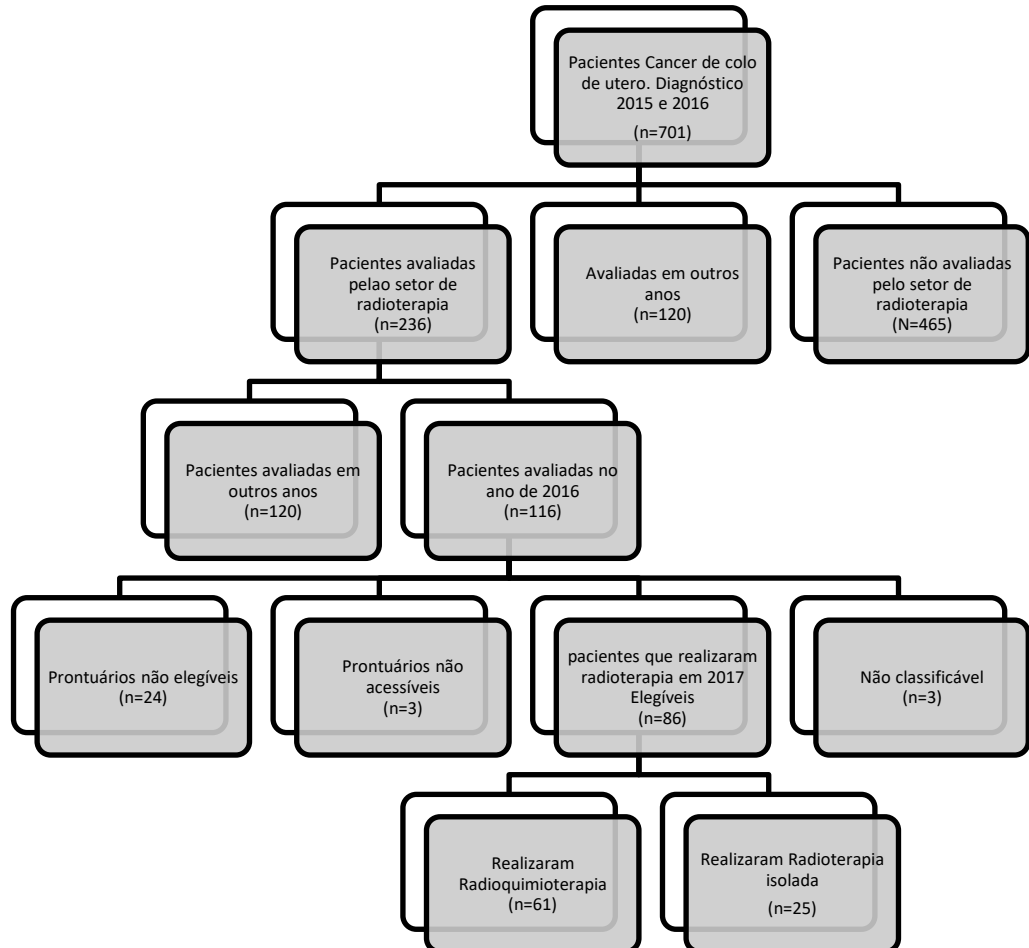 Pacientes Cancer de colo
de utero. Diagnóstico
2015 e 2016
(n=701)
Pacientes avaliadas
pelao setor de
radioterapia
(n=236)
Avaliadas em outros
anos
(n=120)
Pacientes não avaliadas
pelo setor de
radioterapia
(N=465)
Pacientes avaliadas em
outros anos
(n=120)
Pacientes avaliadas no
ano de 2016
(n=116)
Prontuários não elegíveis
(n=24)
Prontuários não
acessíveis
(n=3)
pacientes que realizaram
radioterapia em 2017
Elegíveis
(n=86)
Não classificável
(n=3)
Realizaram
Radioquimioterapia
(n=61)
Realizaram Radioterapia
isolada
(n=25)